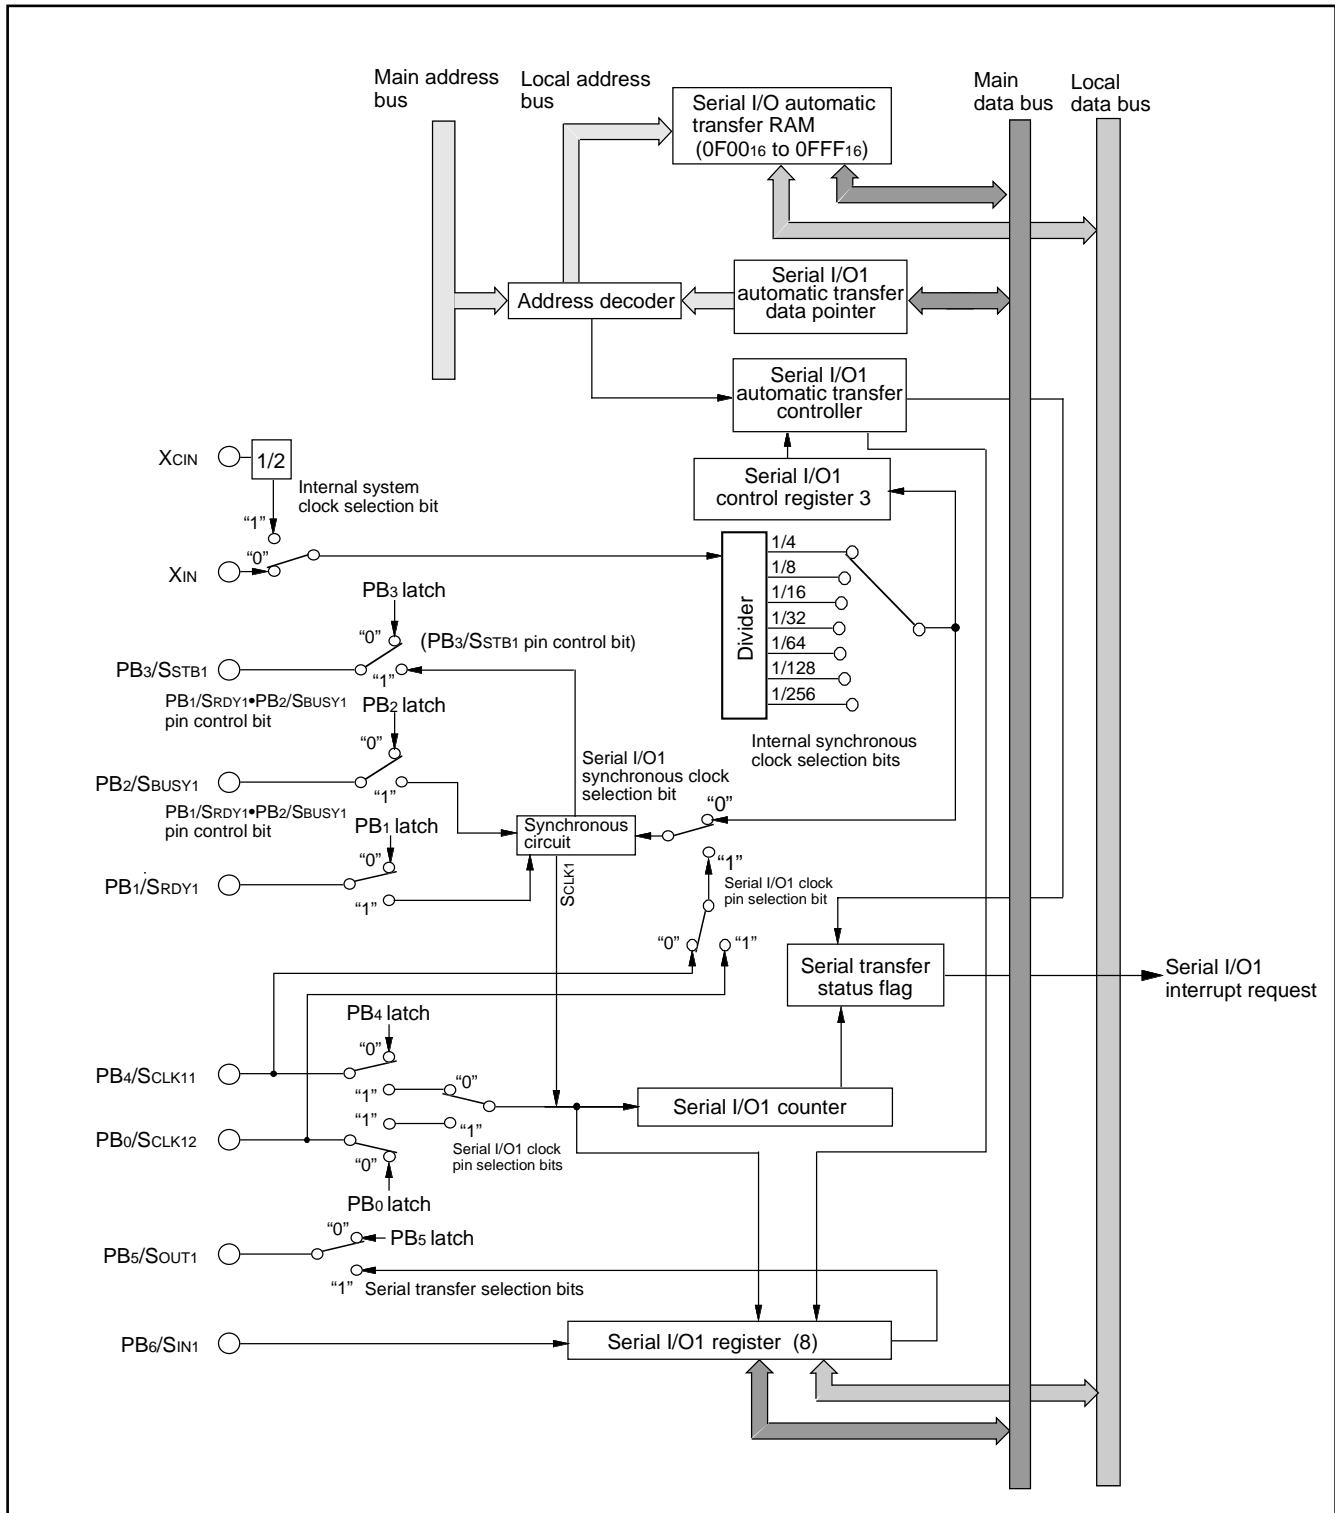 Main address
bus
Local address
bus
Serial I/O automatic
transfer RAM
(0F0016 to 0FFF16)
Main
data bus
Local
data bus
Address decoder
Serial I/O1
automatic transfer
data pointer
Serial I/O1
automatic transfer
controller
XCIN
1/2
Internal system
clock selection bit
“1”
“0”
XIN
Serial I/O1
control register 3
Divider
1/4
1/8
1/16
1/32
1/64
1/128
1/256
Internal synchronous
clock selection bits
PB3 latch
“0”
(PB3/SSTB1 pin control bit)
PB3/SSTB1
“1”
PB1/SRDY1•PB2/SBUSY1
pin control bit
PB2 latch
“0”
PB2/SBUSY1
“1”
PB1/SRDY1•PB2/SBUSY1
pin control bit
Serial I/O1
synchronous clock
selection bit
“0”
Synchronous
circuit
PB1 latch
“0”
PB1/SRDY1
“1”
SCLK1
“1”
Serial I/O1 clock
pin selection bit
“0”
“1”
Serial transfer
status flag
Serial I/O1
interrupt request
PB4 latch
“0”
PB4/SCLK11
“1”
“0”
Serial I/O1 counter
“1”
“1”
PB0/SCLK12
“0”
Serial I/O1 clock
pin selection bits
PB0 latch
“0”
PB5 latch
PB5/SOUT1
“1”
Serial transfer selection bits
PB6/SIN1
Serial I/O1 register (8)